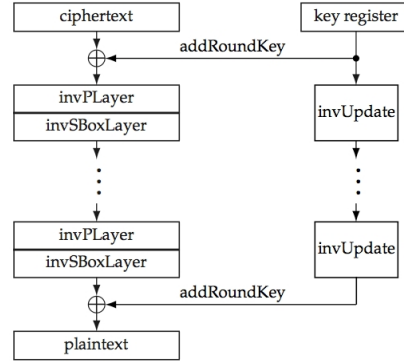 ciphertext
key register
addRoundKey
invPLayer
invSBoxLayer
invUpdate
invPLayer
invSBoxLayer
invUpdate
addRoundKey
plaintext